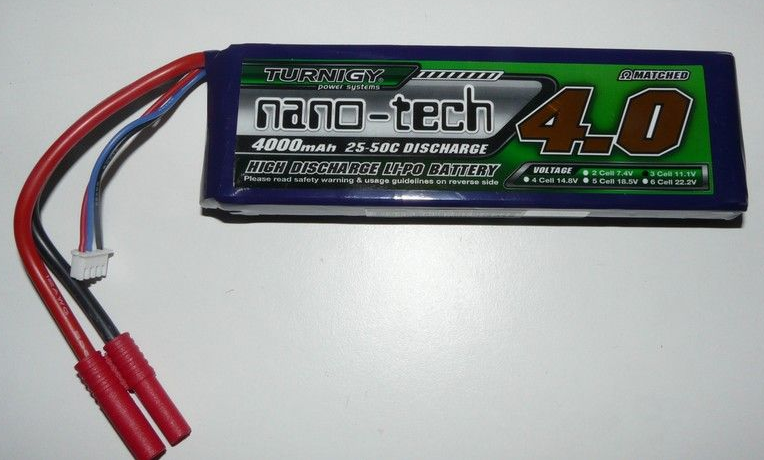 TURNIGY
power systems
Ω MATCHED
nano-tech
4.0
4000mAh 25-50C DISCHARGE
HIGH DISCHARGE LI-PO BATTERY
Please read safety warning & usage guidelines on reverse side
VOLTAGE
2 Cell 7.4V 3 Cell 11.1V
4 Cell 14.8V 5 Cell 18.5V 6 Cell 22.2V